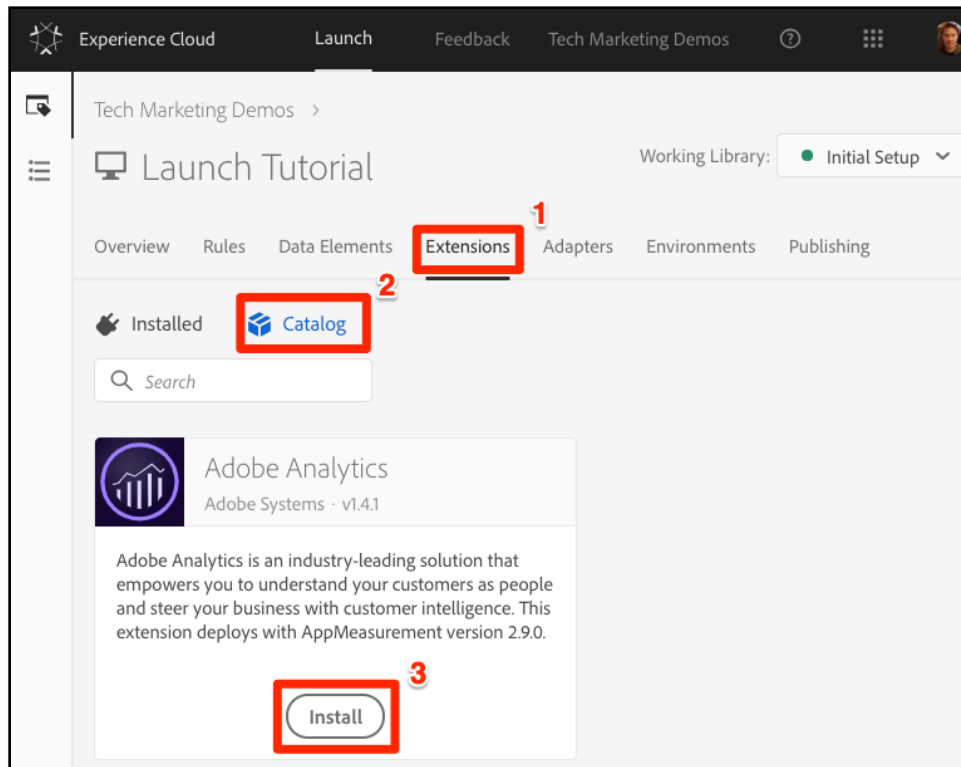 Experience Cloud Launch Feedback Tech Marketing Demos ?
Tech Marketing Demos >
Launch Tutorial
Working Library: Initial Setup
1
Overview Rules Data Elements Extensions Adapters Environments Publishing
2
Installed Catalog
Search
Adobe Analytics
Adobe Systems · v1.4.1
Adobe Analytics is an industry-leading solution that
empowers you to understand your customers as people
and steer your business with customer intelligence. This
extension deploys with AppMeasurement version 2.9.0.
3
Install